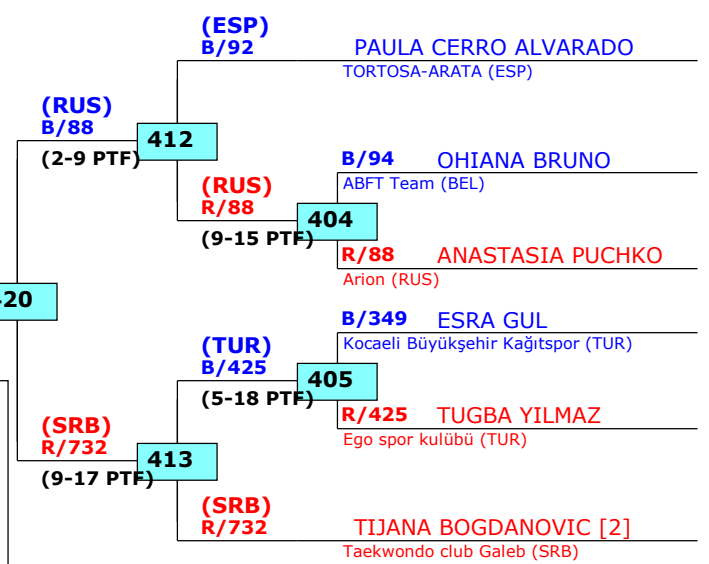 (ESP)
B/92
PAULA CERRO ALVARADO
TORTOSA-ARATA (ESP)
(RUS)
B/88
412
(2-9 PTF)
B/94 OHIANA BRUNO
ABFT Team (BEL)
(RUS)
R/88
404
(9-15 PTF)
R/88 ANASTASIA PUCHKO
Arion (RUS)
20
B/349 ESRA GUL
Kocaeli Büyükşehir Kağıtspor (TUR)
(TUR)
B/425
405
(5-18 PTF)
R/425 TUGBA YILMAZ
Ego spor kulübü (TUR)
(SRB)
R/732
413
(9-17 PTF)
(SRB)
R/732
TIJANA BOGDANOVIC [2]
Taekwondo club Galeb (SRB)